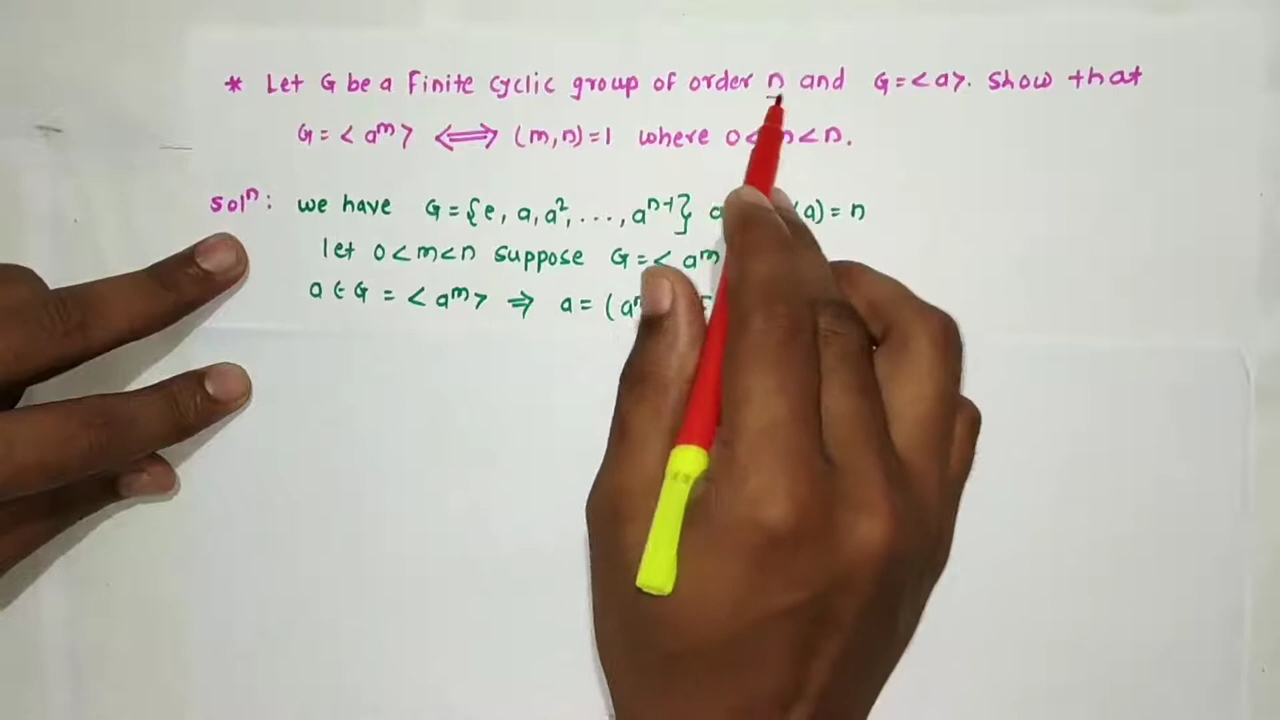 * Let G be a Finite cyclic group of order n and G = <a>. Show that
G = <a^m> <=> (m, n) = 1 where 0 < n.
Sol^n: we have G = {e, a, a^2, ..., a^{n-1}} (a) = n
let 0 < m < n suppose G = < a^m
a ∈ G = <a^m> => a = (a